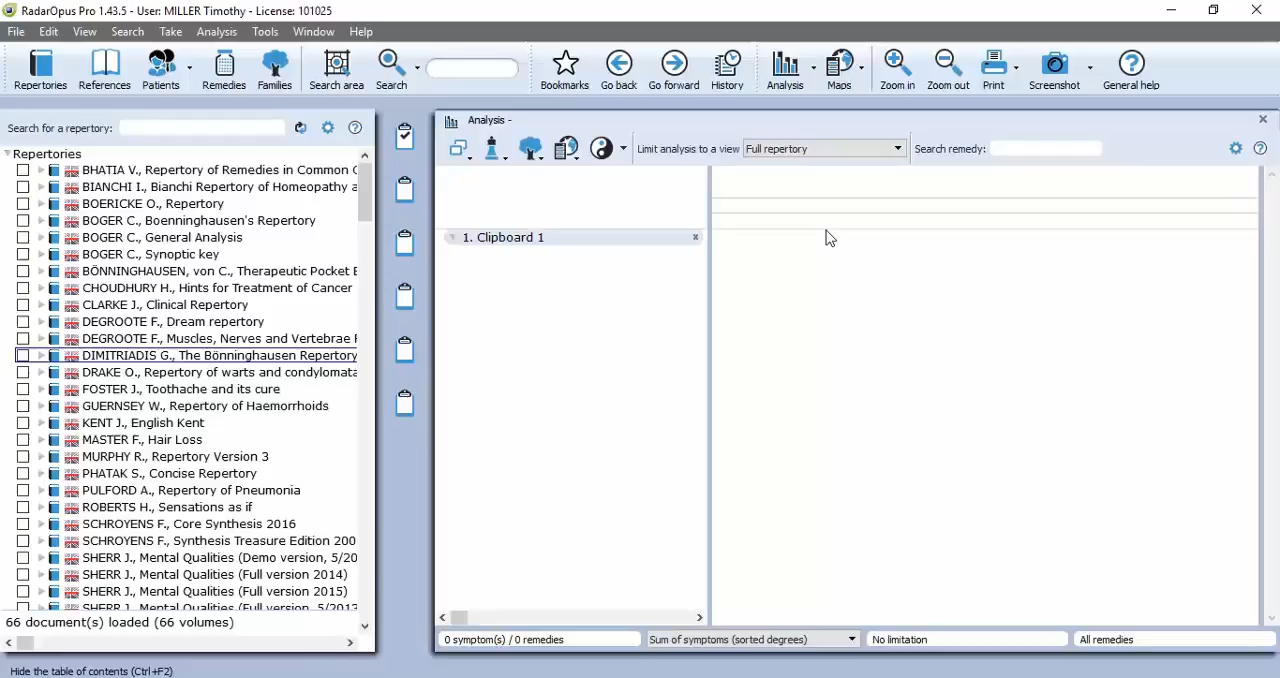 RadarOpus Pro 1.43.5 - User: MILLER Timothy - License: 101025
File Edit View Search Take Analysis Tools Window Help
Repertories References Patients Remedies Families Search area Search Bookmarks Go back Go forward History Analysis Maps Zoom in Zoom out Print Screenshot General help
Search for a repertory:
Repertories
BHATIA V., Repertory of Remedies in Common C
BIANCHI I., Bianchi Repertory of Homeopathy a
BOERICKE O., Repertory
BOGER C., Boenninghausen's Repertory
BOGER C., General Analysis
BOGER C., Synoptic key
BÖNNINGHAUSEN, von C., Therapeutic Pocket B
CHOUDHURY H., Hints for Treatment of Cancer
CLARKE J., Clinical Repertory
DEGROOTE F., Dream repertory
DEGROOTE F., Muscles, Nerves and Vertebrae F
DIMITRIADIS G., The Bönninghausen Repertory
DRAKE O., Repertory of warts and condylomata
FOSTER J., Toothache and its cure
GUERNSEY W., Repertory of Haemorrhoids
KENT J., English Kent
MASTER F., Hair Loss
MURPHY R., Repertory Version 3
PHATAK S., Concise Repertory
PULFORD A., Repertory of Pneumonia
ROBERTS H., Sensations as if
SCHROYENS F., Core Synthesis 2016
SCHROYENS F., Synthesis Treasure Edition 200
SHERR J., Mental Qualities (Demo version, 5/20
SHERR J., Mental Qualities (Full version 2014)
SHERR J., Mental Qualities (Full version 2015)
SHERR J., Mental Qualities (Full version, 5/2013
66 document(s) loaded (66 volumes)
Hide the table of contents (Ctrl+F2)
Analysis -
Limit analysis to a view Full repertory Search remedy:
1. Clipboard 1
0 symptom(s) / 0 remedies Sum of symptoms (sorted degrees) No limitation All remedies